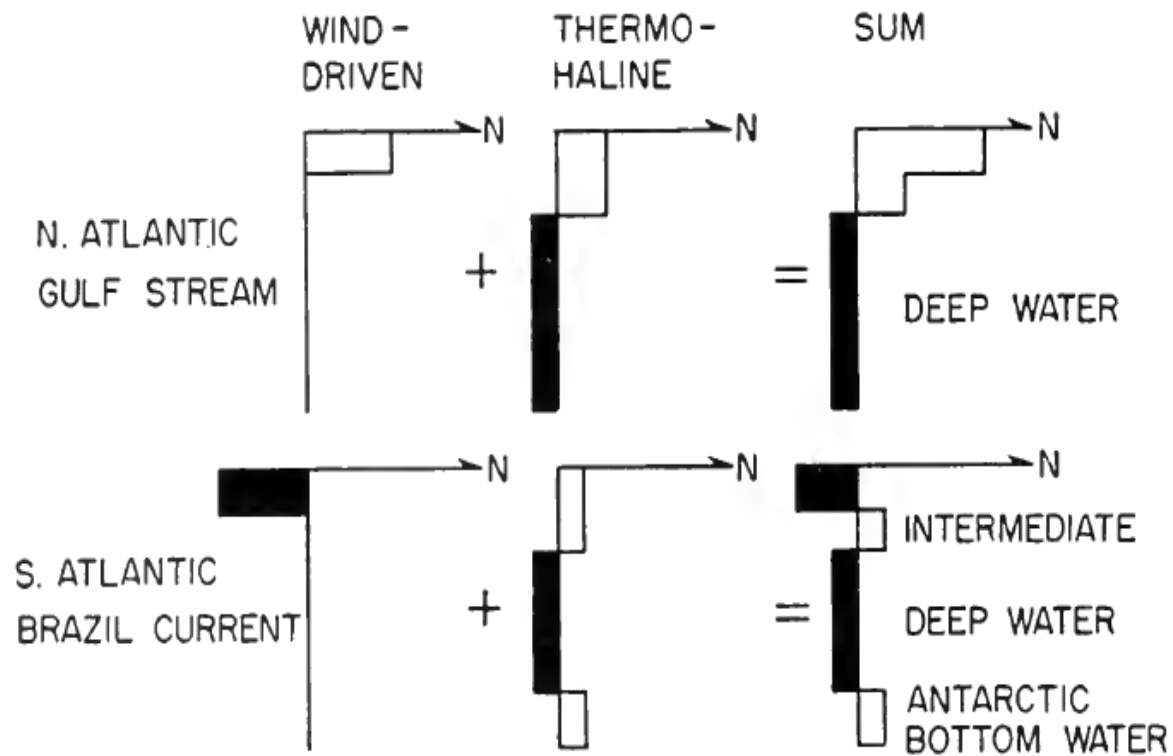 WIND-
DRIVEN
THERMO-
HALINE
SUM
N
N
N
N. ATLANTIC
GULF STREAM
+
=
DEEP WATER
N
N
N
S. ATLANTIC
BRAZIL CURRENT
+
=
INTERMEDIATE
DEEP WATER
ANTARCTIC
BOTTOM WATER